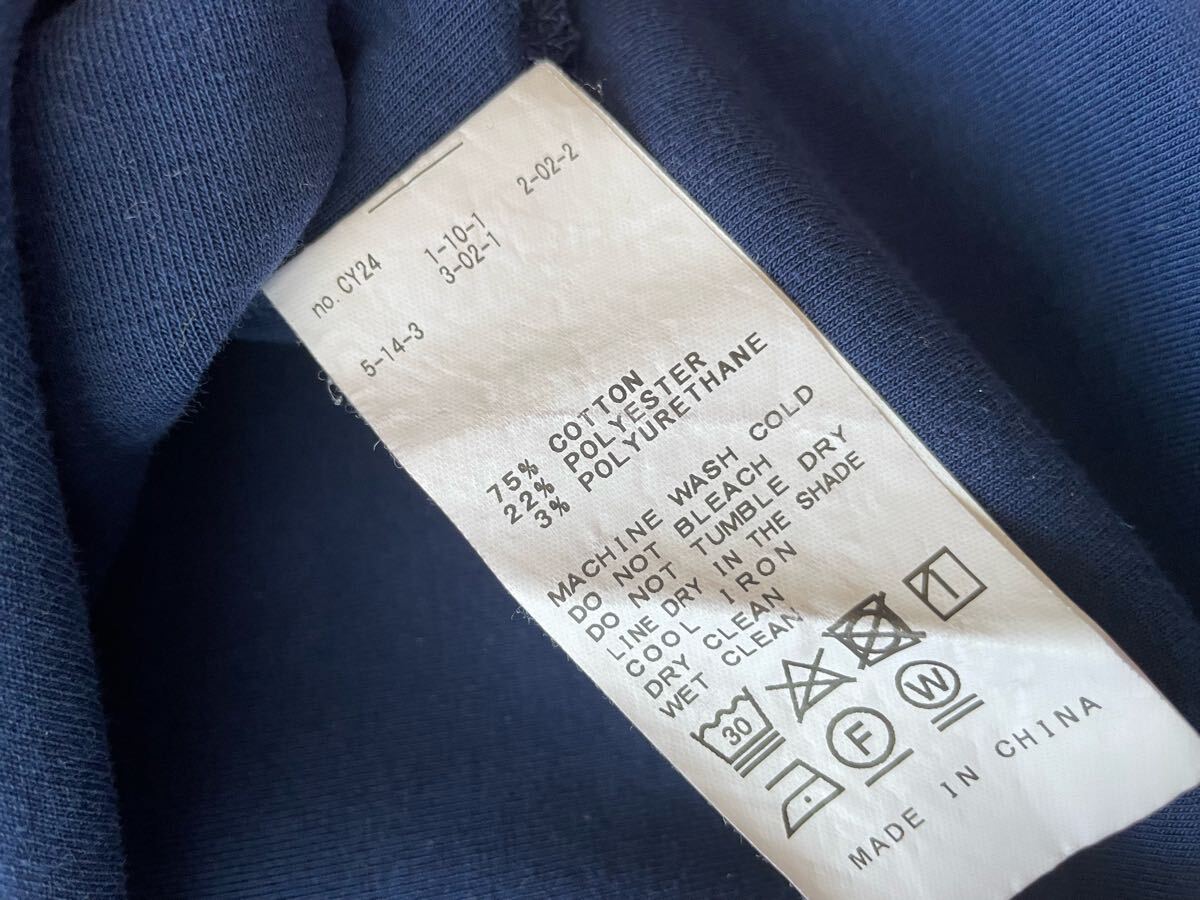 no. CY24
1-10-1
2-02-2
3-02-1
5-14-3
75% COTTON
22% POLYESTER
3% POLYURETHANE
MACHINE WASH COLD
DO NOT BLEACH
DO NOT TUMBLE DRY
LINE DRY IN THE SHADE
COOL IRON
DRY CLEAN
WET CLEAN
30
F
W
MADE IN CHINA